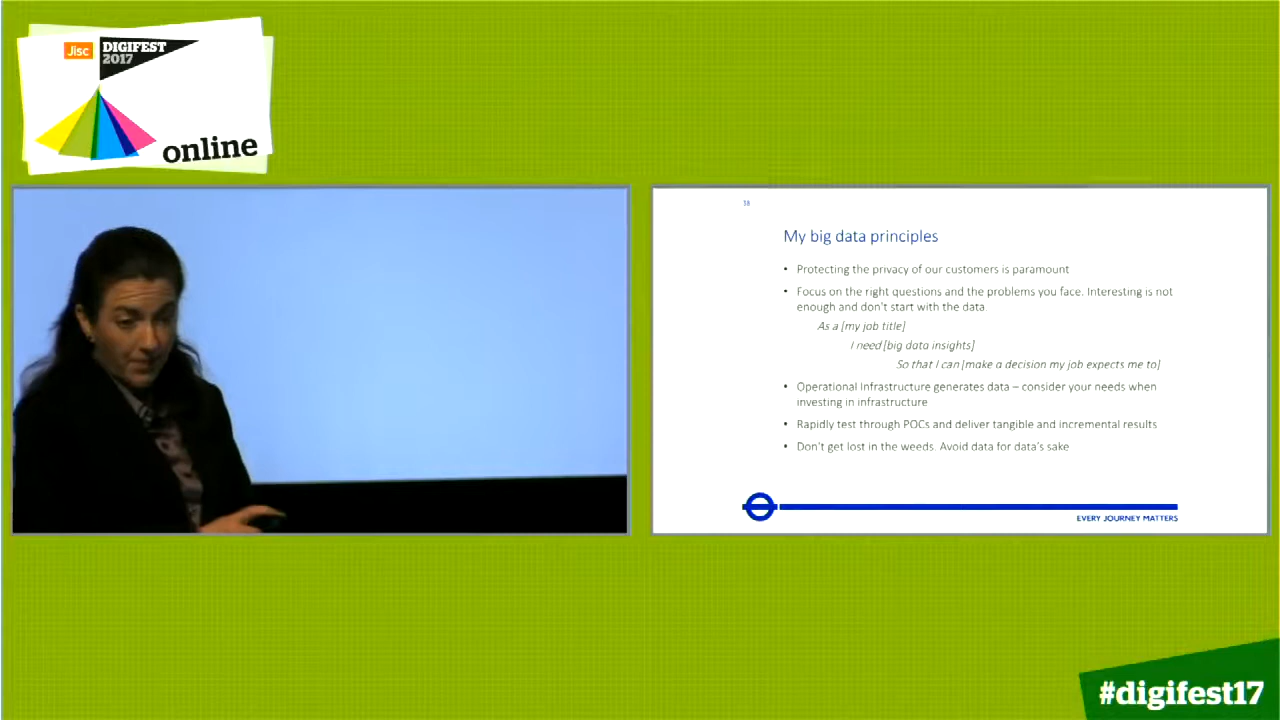 Jisc
DIGIFEST
2017
online
38
My big data principles
• Protecting the privacy of our customers is paramount
• Focus on the right questions and the problems you face. Interesting is not
enough and don't start with the data.
As a [my job title]
I need [big data insights]
So that I can [make a decision my job expects me to]
• Operational Infrastructure generates data – consider your needs when
investing in infrastructure
• Rapidly test through POCs and deliver tangible and incremental results
• Don't get lost in the weeds. Avoid data for data's sake
EVERY JOURNEY MATTERS
#digifest17